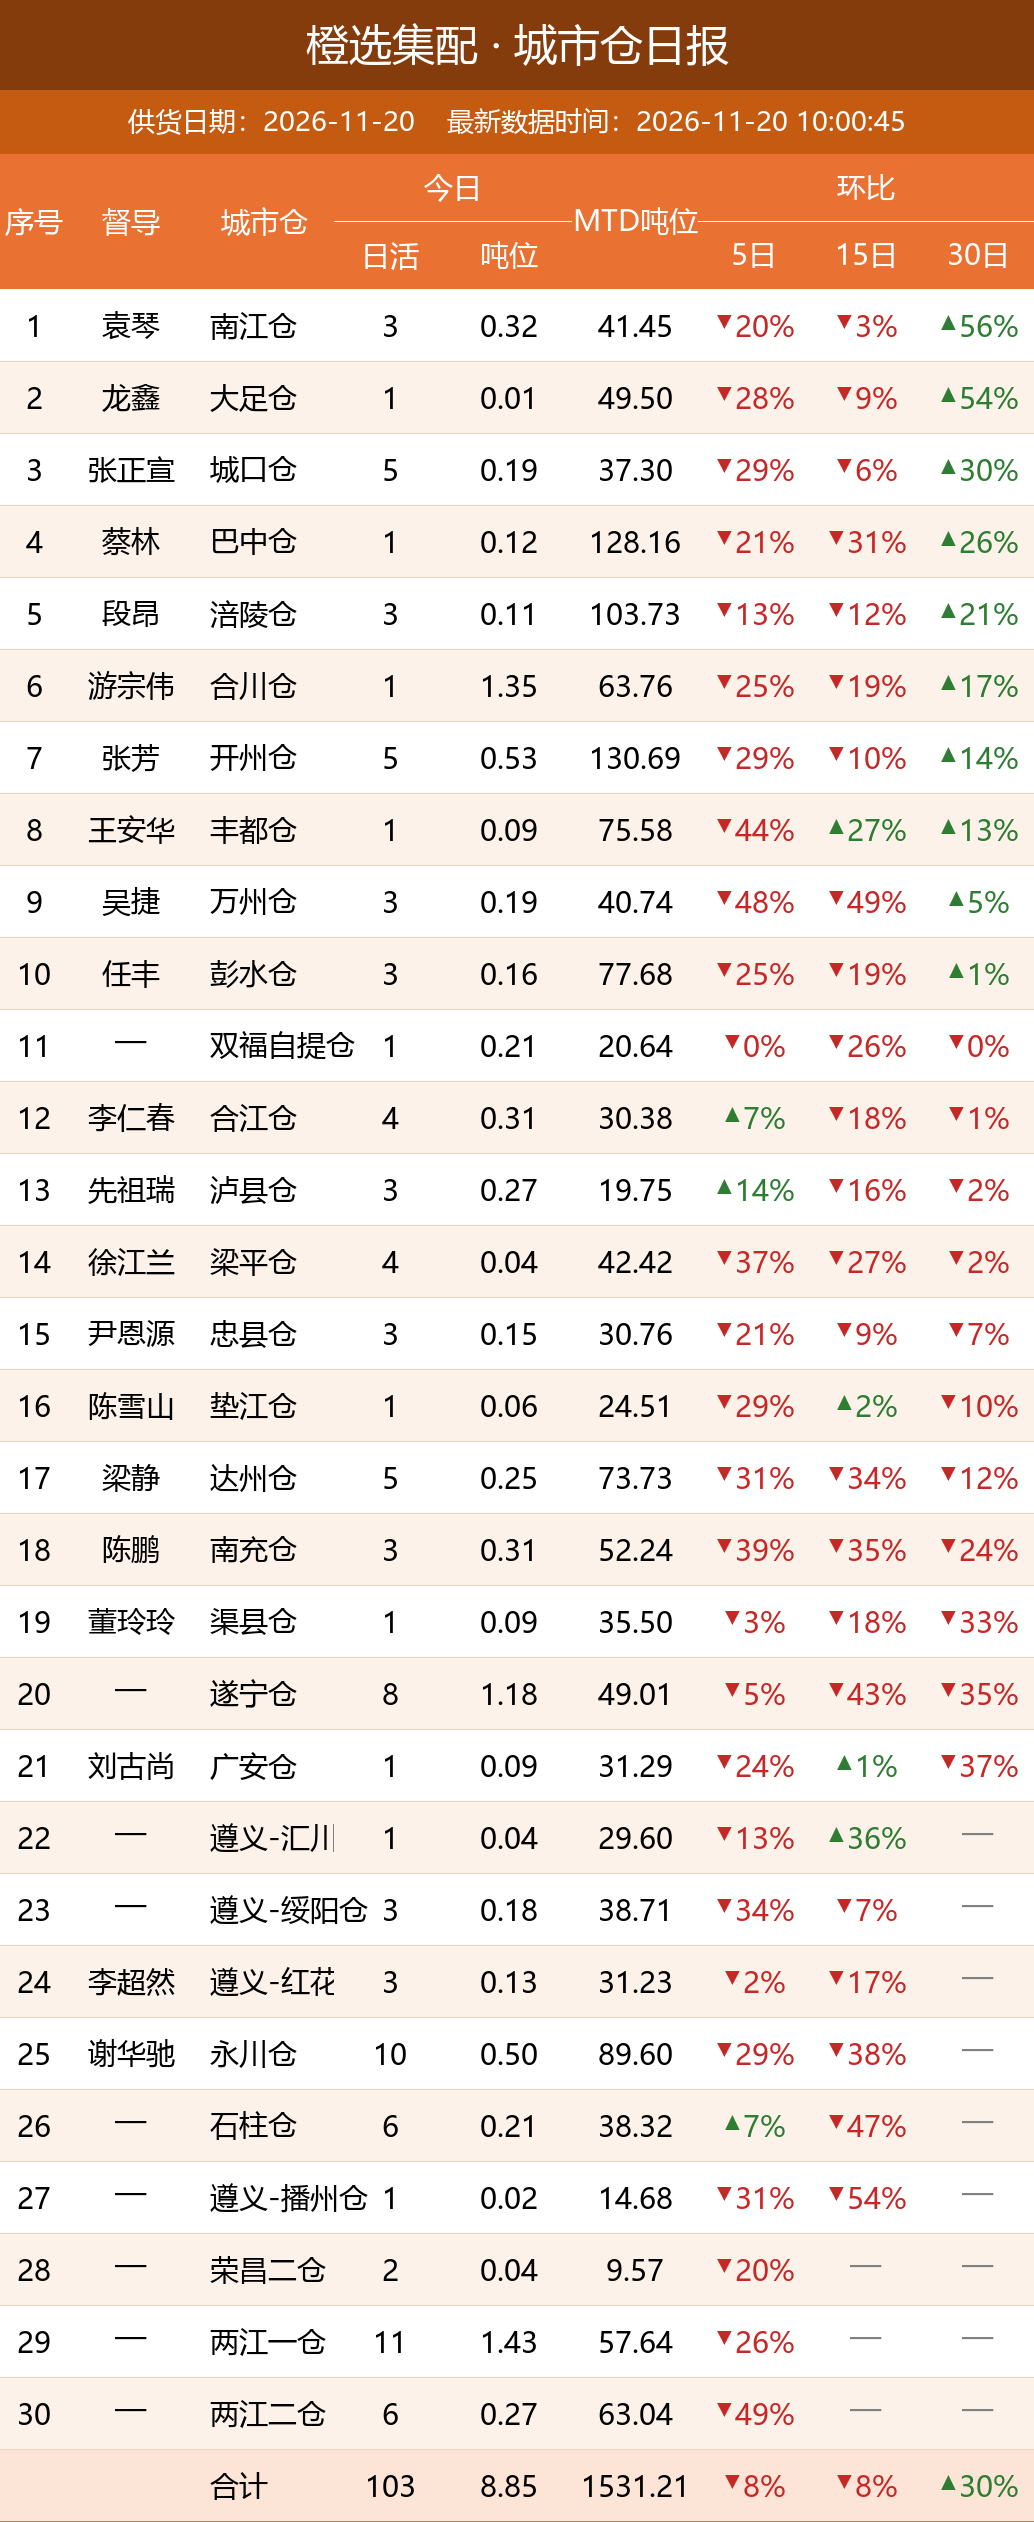 橙选集配 · 城市仓日报
供货日期：2026-11-20 最新数据时间：2026-11-20 10:00:45
序号 督导 城市仓 今日 MTD吨位 环比
日活 吨位 5日 15日 30日
1 袁琴 南江仓 3 0.32 41.45 ▼20% ▼3% ▲56%
2 龙鑫 大足仓 1 0.01 49.50 ▼28% ▼9% ▲54%
3 张正宣 城口仓 5 0.19 37.30 ▼29% ▼6% ▲30%
4 蔡林 巴中仓 1 0.12 128.16 ▼21% ▼31% ▲26%
5 段昂 涪陵仓 3 0.11 103.73 ▼13% ▼12% ▲21%
6 游宗伟 合川仓 1 1.35 63.76 ▼25% ▼19% ▲17%
7 张芳 开州仓 5 0.53 130.69 ▼29% ▼10% ▲14%
8 王安华 丰都仓 1 0.09 75.58 ▼44% ▲27% ▲13%
9 吴捷 万州仓 3 0.19 40.74 ▼48% ▼49% ▲5%
10 任丰 彭水仓 3 0.16 77.68 ▼25% ▼19% ▲1%
11 — 双福自提仓 1 0.21 20.64 ▼0% ▼26% ▼0%
12 李仁春 合江仓 4 0.31 30.38 ▲7% ▼18% ▼1%
13 先祖瑞 泸县仓 3 0.27 19.75 ▲14% ▼16% ▼2%
14 徐江兰 梁平仓 4 0.04 42.42 ▼37% ▼27% ▼2%
15 尹恩源 忠县仓 3 0.15 30.76 ▼21% ▼9% ▼7%
16 陈雪山 垫江仓 1 0.06 24.51 ▼29% ▲2% ▼10%
17 梁静 达州仓 5 0.25 73.73 ▼31% ▼34% ▼12%
18 陈鹏 南充仓 3 0.31 52.24 ▼39% ▼35% ▼24%
19 董玲玲 渠县仓 1 0.09 35.50 ▼3% ▼18% ▼33%
20 — 遂宁仓 8 1.18 49.01 ▼5% ▼43% ▼35%
21 刘古尚 广安仓 1 0.09 31.29 ▼24% ▲1% ▼37%
22 — 遵义-汇川 1 0.04 29.60 ▼13% ▲36% —
23 — 遵义-绥阳仓 3 0.18 38.71 ▼34% ▼7% —
24 李超然 遵义-红花 3 0.13 31.23 ▼2% ▼17% —
25 谢华驰 永川仓 10 0.50 89.60 ▼29% ▼38% —
26 — 石柱仓 6 0.21 38.32 ▲7% ▼47% —
27 — 遵义-播州仓 1 0.02 14.68 ▼31% ▼54% —
28 — 荣昌二仓 2 0.04 9.57 ▼20% — —
29 — 两江一仓 11 1.43 57.64 ▼26% — —
30 — 两江二仓 6 0.27 63.04 ▼49% — —
合计 103 8.85 1531.21 ▼8% ▼8% ▲30%